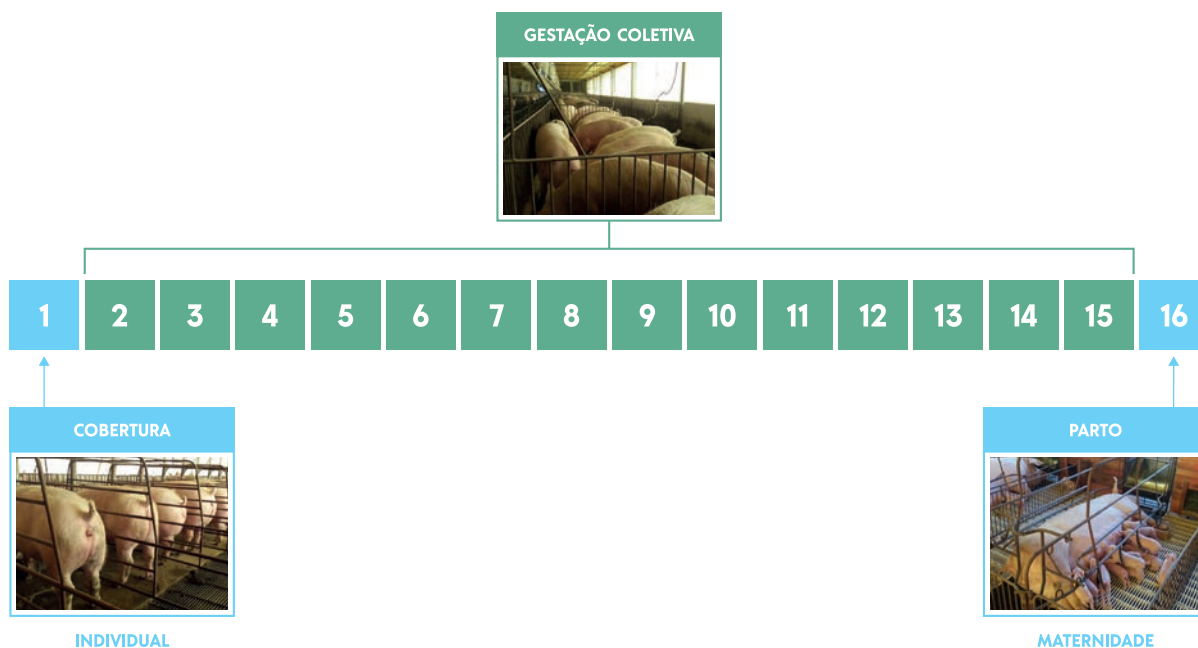 GESTAÇÃO COLETIVA
1 2 3 4 5 6 7 8 9 10 11 12 13 14 15 16
COBERTURA
PARTO
INDIVIDUAL
MATERNIDADE